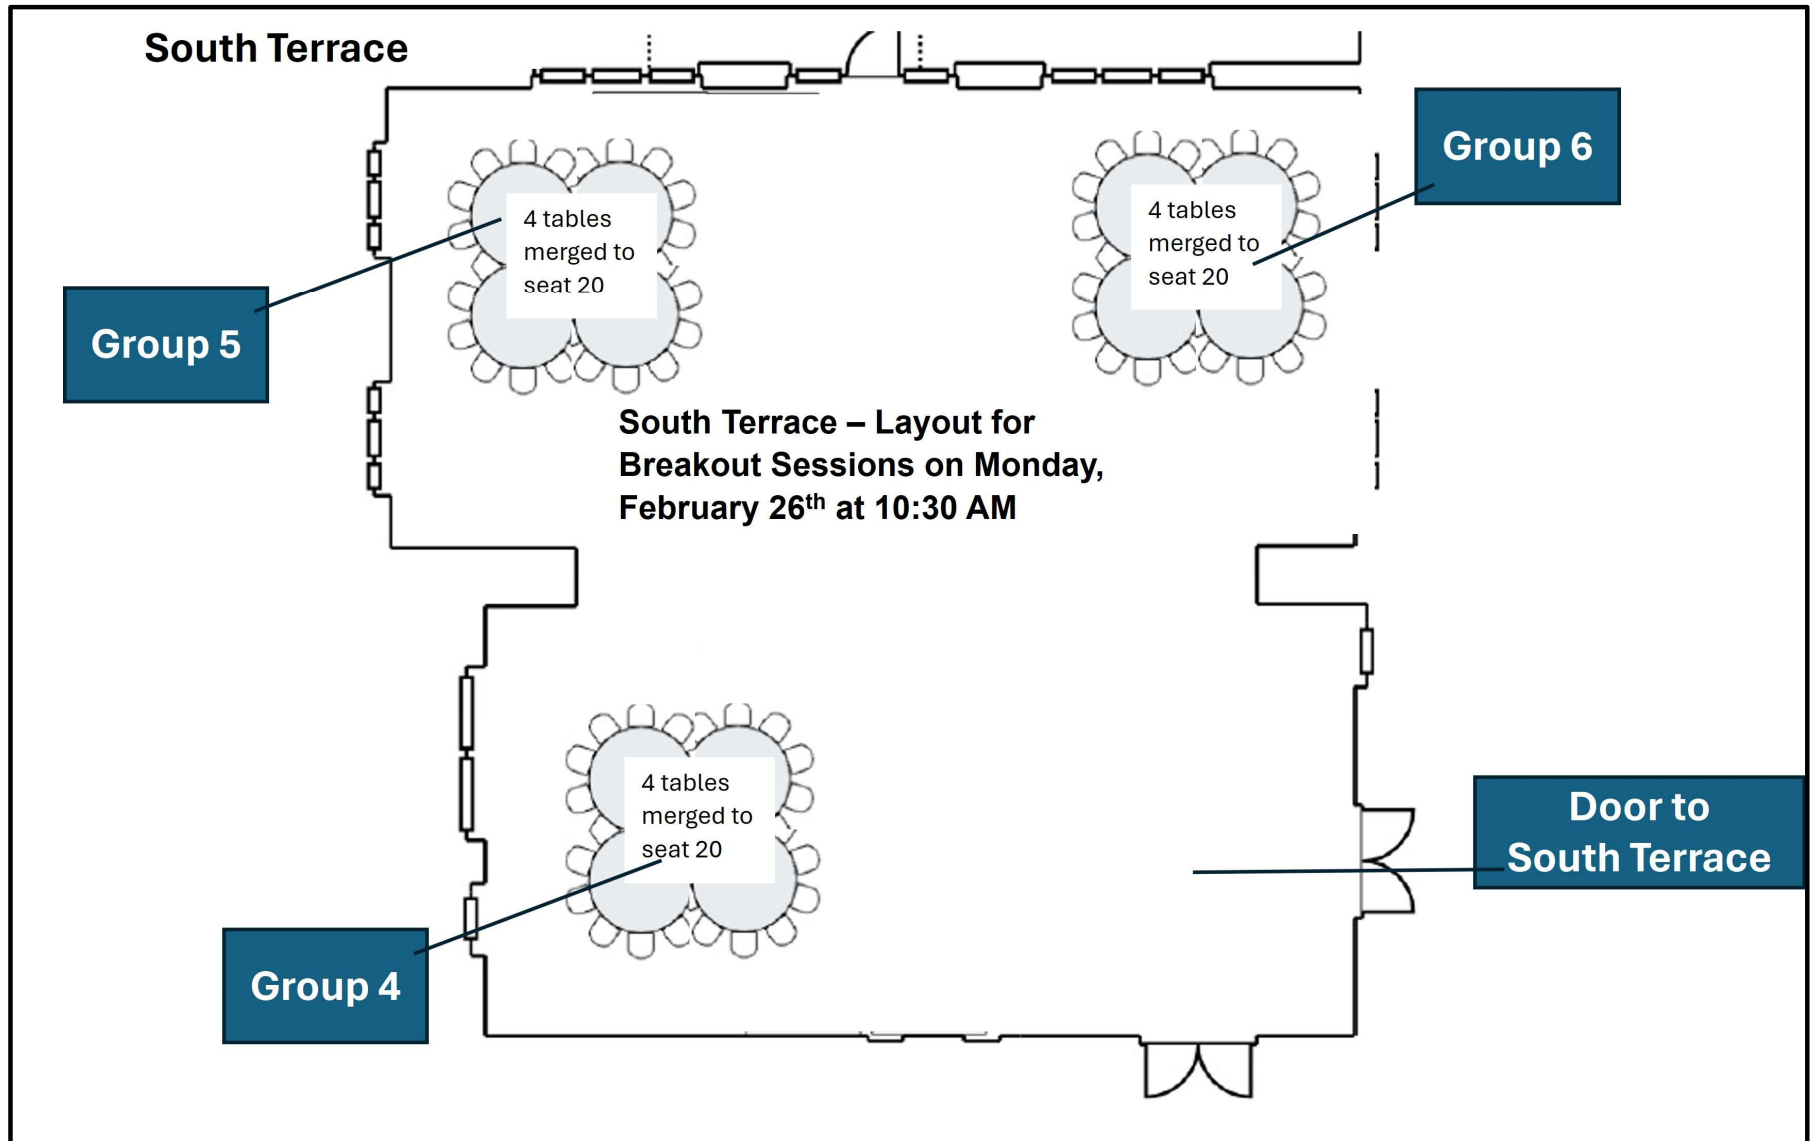 South Terrace
Group 6
4 tables
merged to
seat 20
4 tables
merged to
seat 20
Group 5
South Terrace – Layout for
Breakout Sessions on Monday,
February 26th at 10:30 AM
4 tables
merged to
seat 20
Door to
South Terrace
Group 4